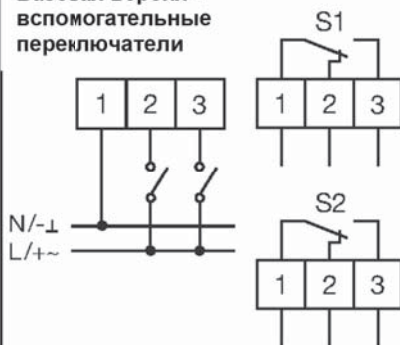 вспомогательные
переключатели
S1
1 2 3
1 2 3
N/-⊥
L/+~
S2
1 2 3